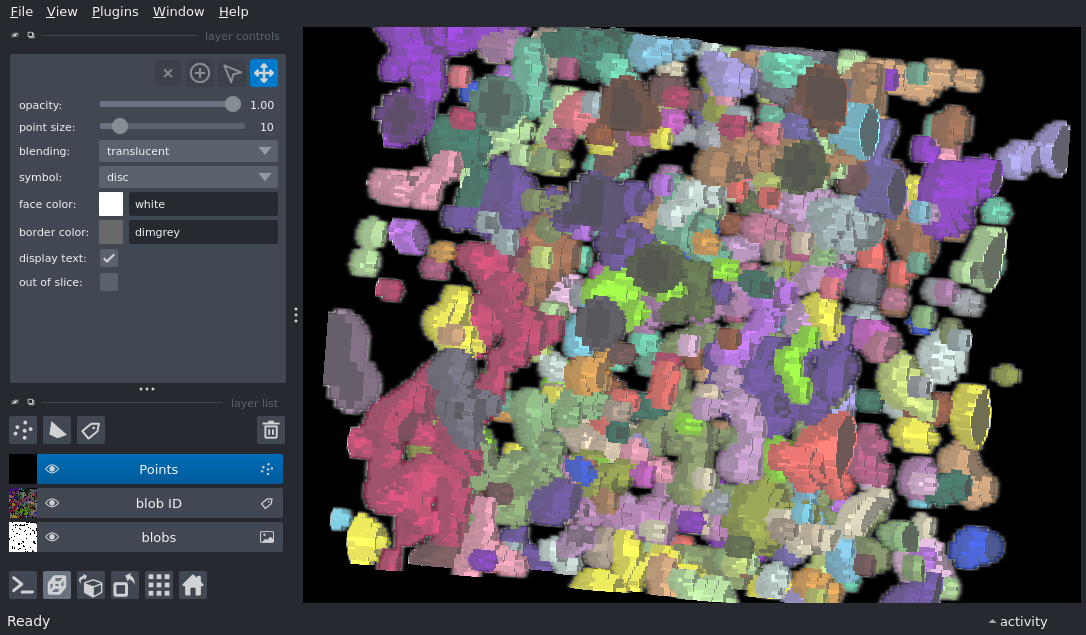 File View Plugins Window Help
layer controls
opacity: 1.00
point size: 10
blending: translucent
symbol: disc
face color: white
border color: dimgrey
display text:
out of slice:
layer list
Points
blob ID
blobs
Ready
activity